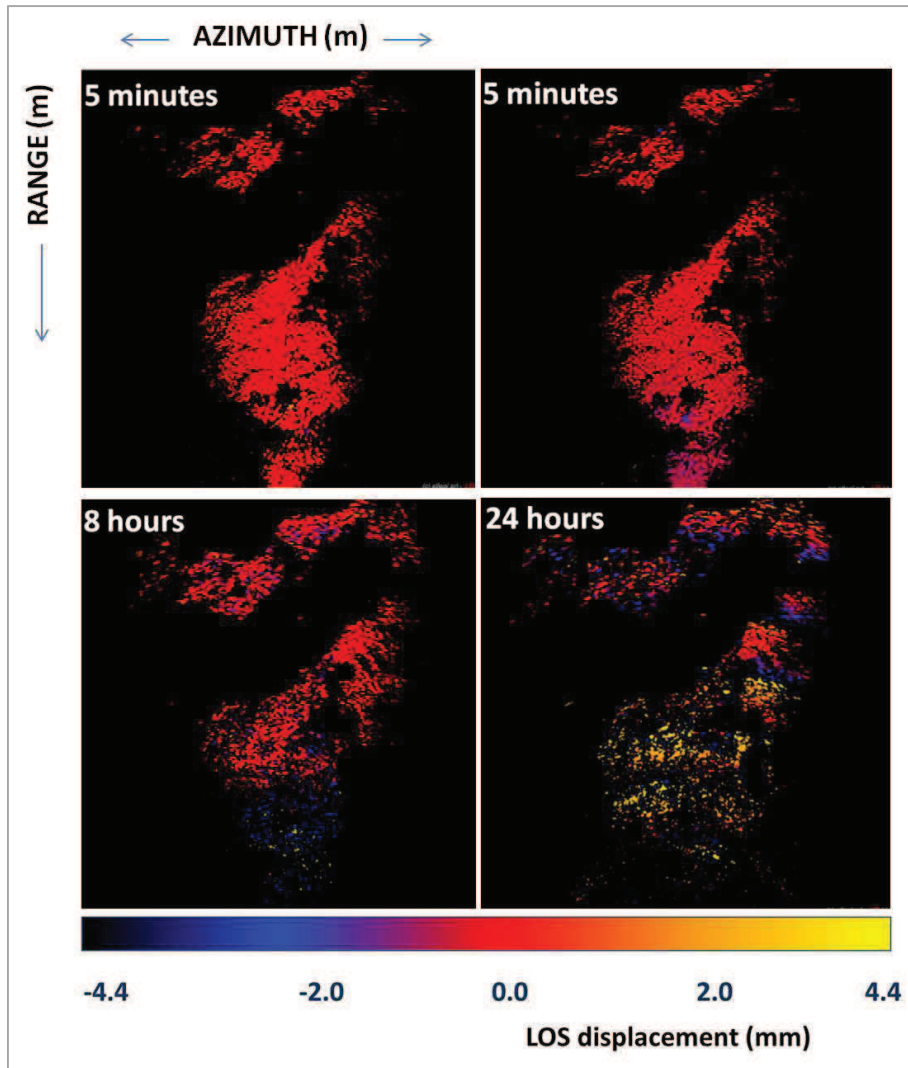 AZIMUTH (m)
RANGE (m)
5 minutes
5 minutes
8 hours
24 hours
-4.4 -2.0 0.0 2.0 4.4
LOS displacement (mm)